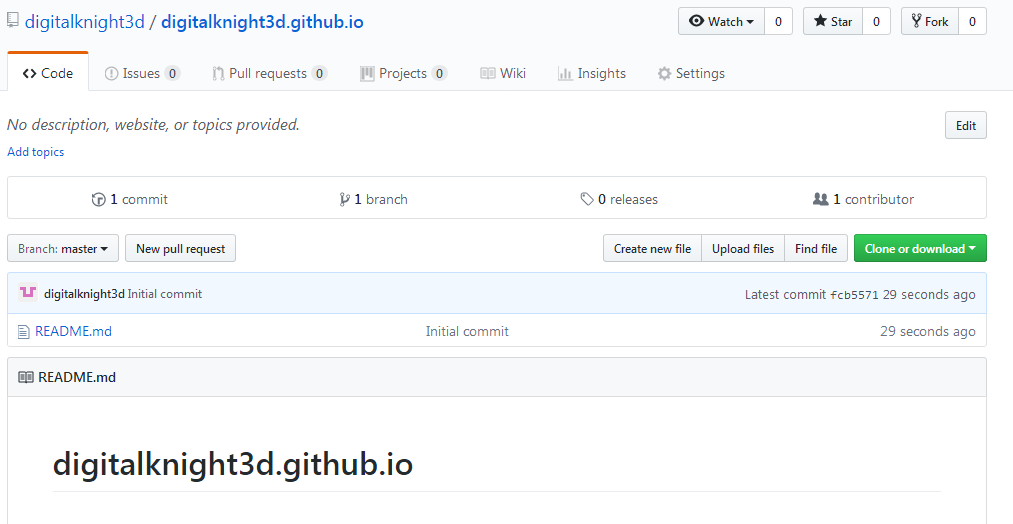 digitalknight3d / digitalknight3d.github.io Watch 0 Star 0 Fork 0
Code Issues 0 Pull requests 0 Projects 0 Wiki Insights Settings
No description, website, or topics provided. Edit
Add topics
1 commit 1 branch 0 releases 1 contributor
Branch: master New pull request Create new file Upload files Find file Clone or download
digitalknight3d Initial commit Latest commit fcb5571 29 seconds ago
README.md Initial commit 29 seconds ago
README.md
digitalknight3d.github.io